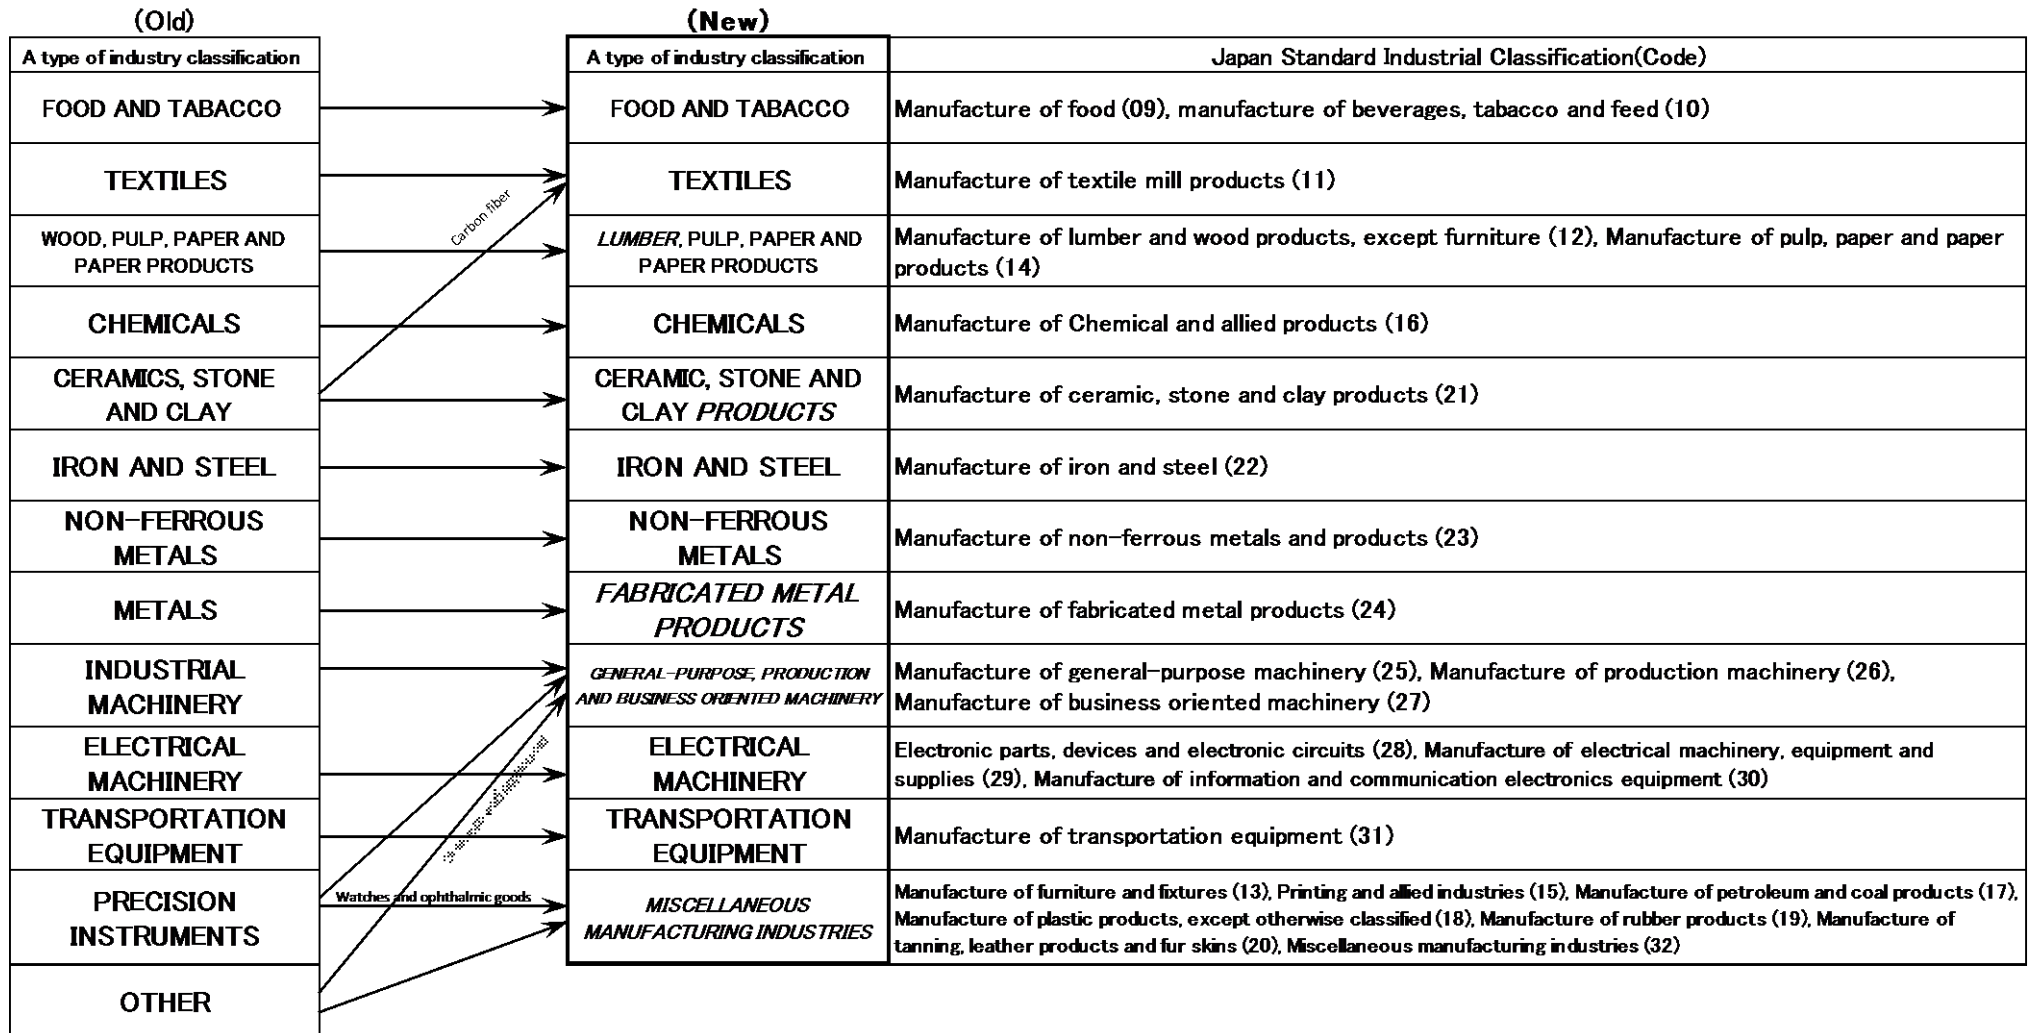 (Old)
(New)
A type of industry classification
A type of industry classification
Japan Standard Industrial Classification(Code)
FOOD AND TABACCO
FOOD AND TABACCO
Manufacture of food (09), manufacture of beverages, tabacco and feed (10)
TEXTILES
TEXTILES
Manufacture of textile mill products (11)
Carbon fiber
WOOD, PULP, PAPER AND
PAPER PRODUCTS
LUMBER, PULP, PAPER AND
PAPER PRODUCTS
Manufacture of lumber and wood products, except furniture (12), Manufacture of pulp, paper and paper
products (14)
CHEMICALS
CHEMICALS
Manufacture of Chemical and allied products (16)
CERAMICS, STONE
AND CLAY
CERAMIC, STONE AND
CLAY PRODUCTS
Manufacture of ceramic, stone and clay products (21)
IRON AND STEEL
IRON AND STEEL
Manufacture of iron and steel (22)
NON-FERROUS
METALS
NON-FERROUS
METALS
Manufacture of non-ferrous metals and products (23)
METALS
FABRICATED METAL
PRODUCTS
Manufacture of fabricated metal products (24)
INDUSTRIAL
MACHINERY
GENERAL-PURPOSE, PRODUCTION
AND BUSINESS ORIENTED MACHINERY
Manufacture of general-purpose machinery (25), Manufacture of production machinery (26),
Manufacture of business oriented machinery (27)
ELECTRICAL
MACHINERY
ELECTRICAL
MACHINERY
Electronic parts, devices and electronic circuits (28), Manufacture of electrical machinery, equipment and
supplies (29), Manufacture of information and communication electronics equipment (30)
TRANSPORTATION
EQUIPMENT
TRANSPORTATION
EQUIPMENT
Manufacture of transportation equipment (31)
PRECISION
INSTRUMENTS
Watches and ophthalmic goods
MISCELLANEOUS
MANUFACTURING INDUSTRIES
Manufacture of furniture and fixtures (13), Printing and allied industries (15), Manufacture of petroleum and coal products (17),
Manufacture of plastic products, except otherwise classified (18), Manufacture of rubber products (19), Manufacture of
tanning, leather products and fur skins (20), Miscellaneous manufacturing industries (32)
OTHER